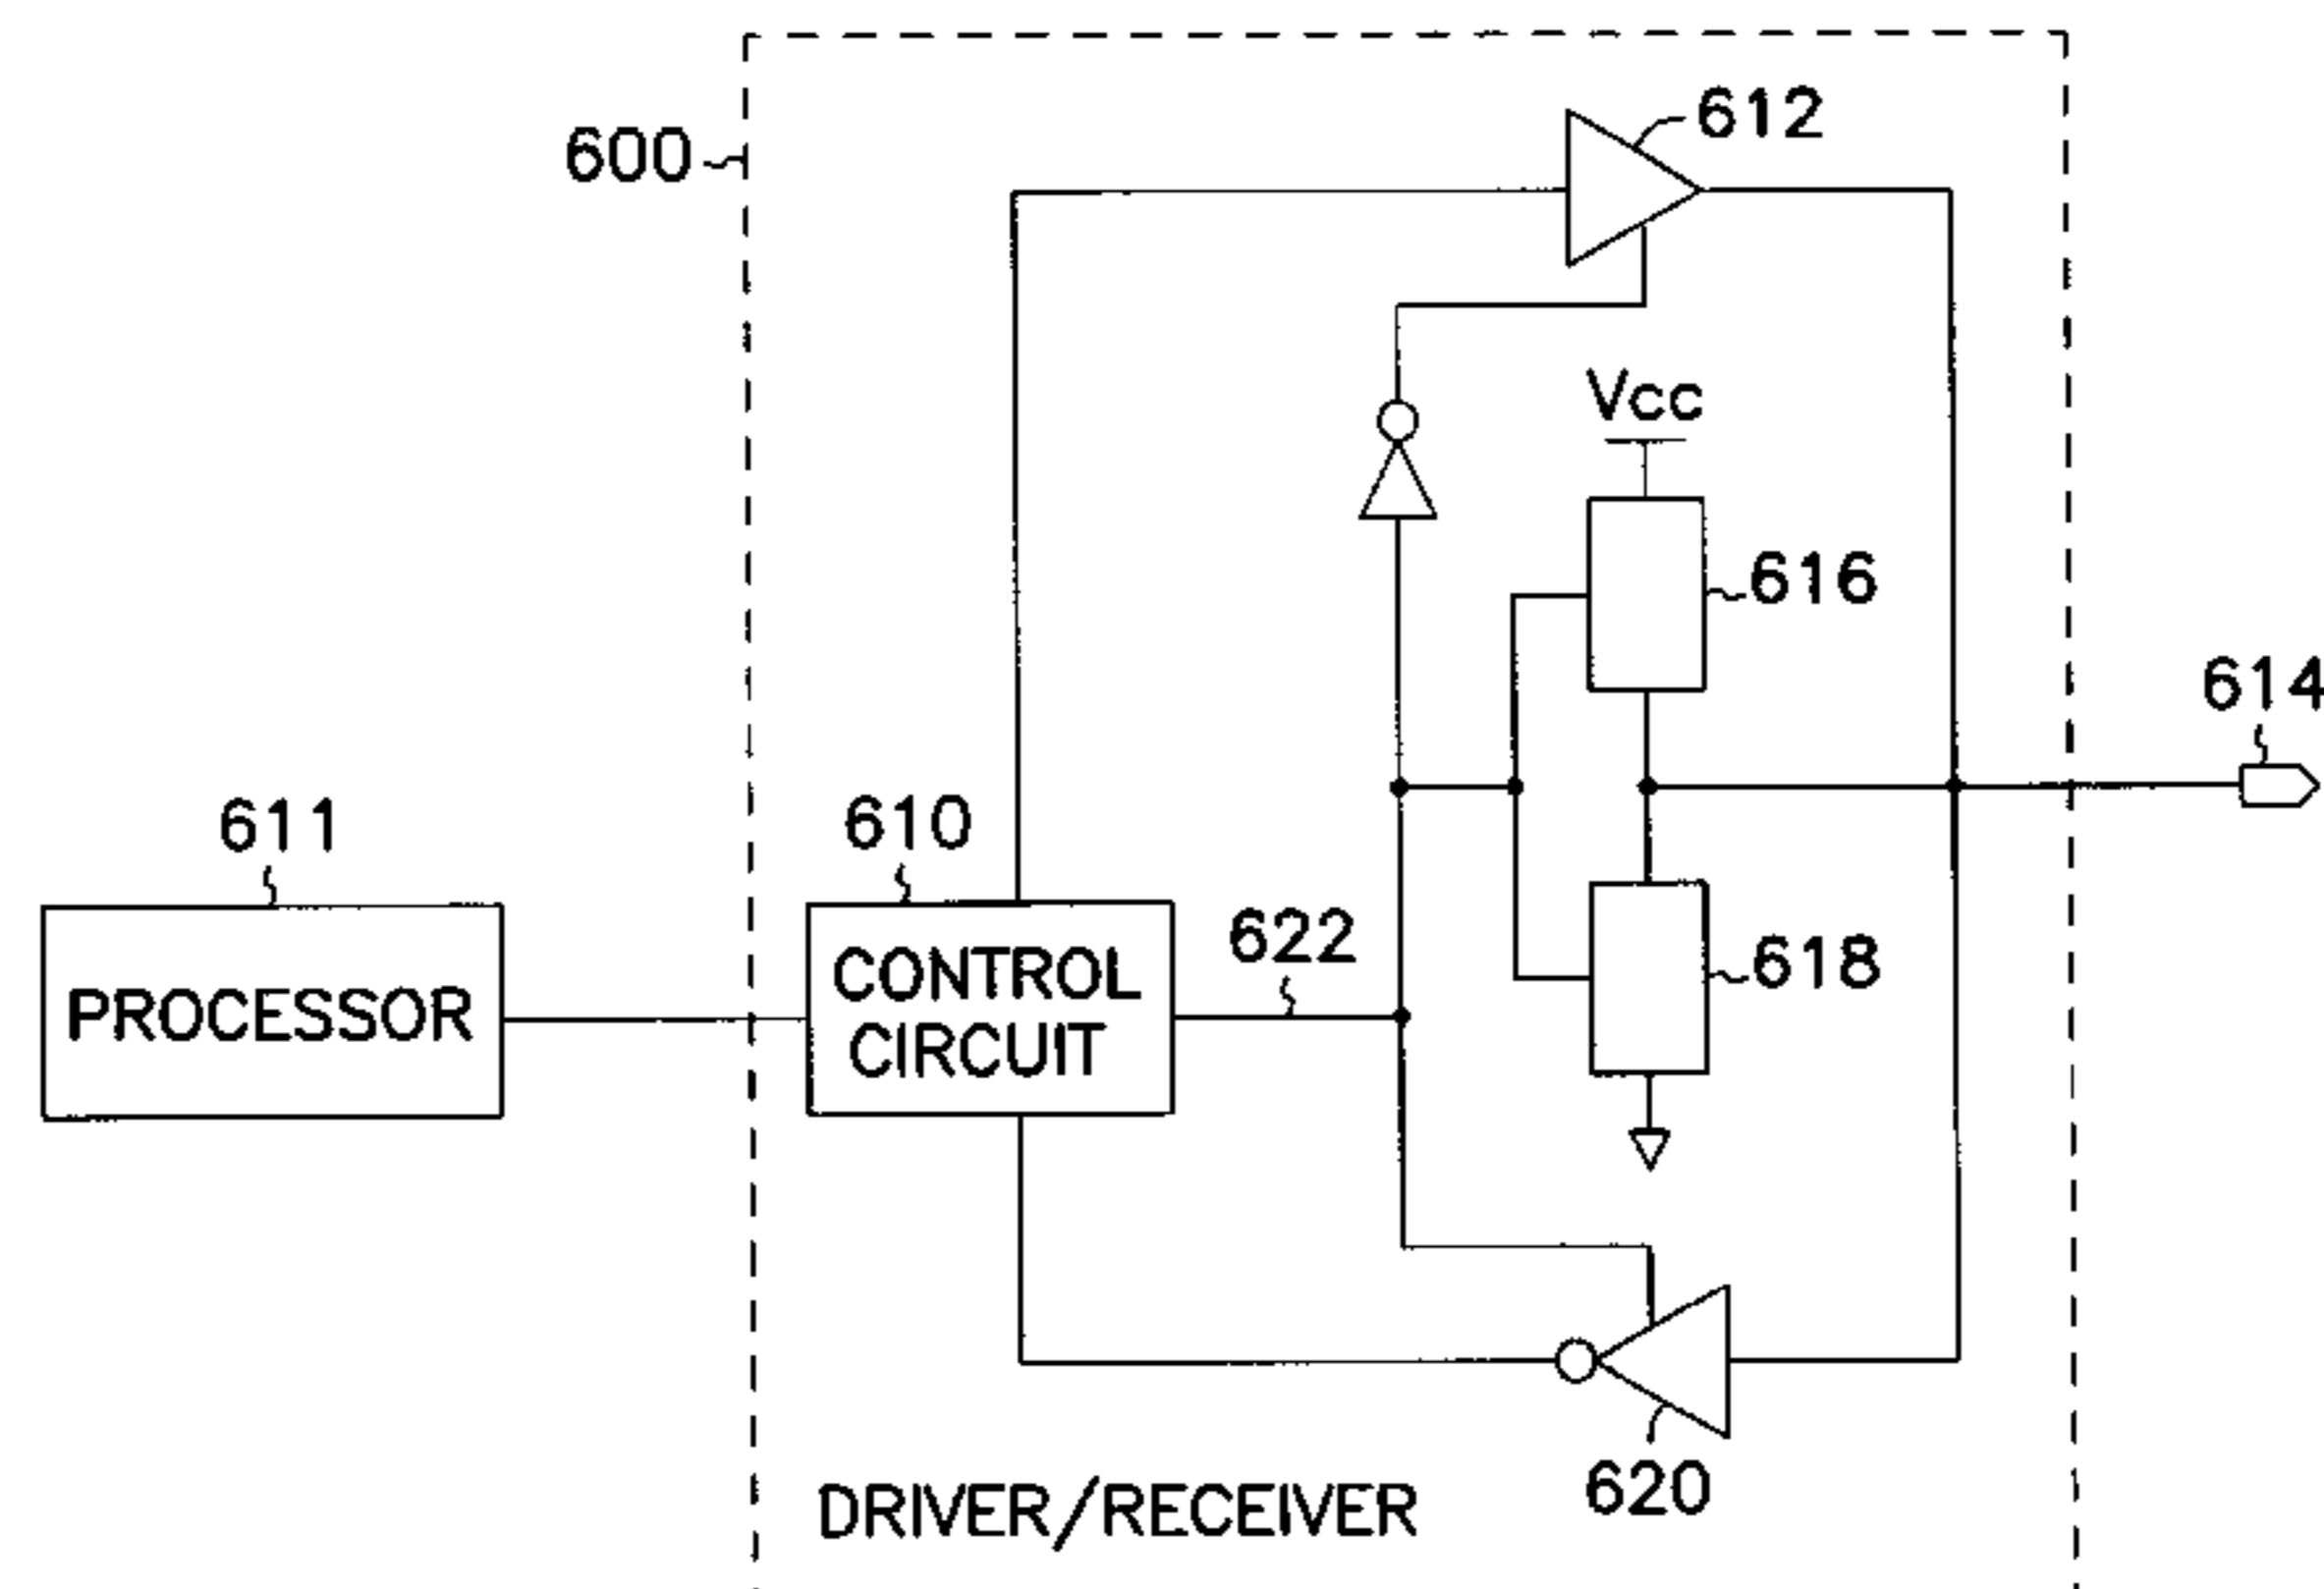 612
600
Vcc
616
614
611
610
622
618
PROCESSOR
CONTROL
CIRCUIT
620
DRIVER/RECEIVER